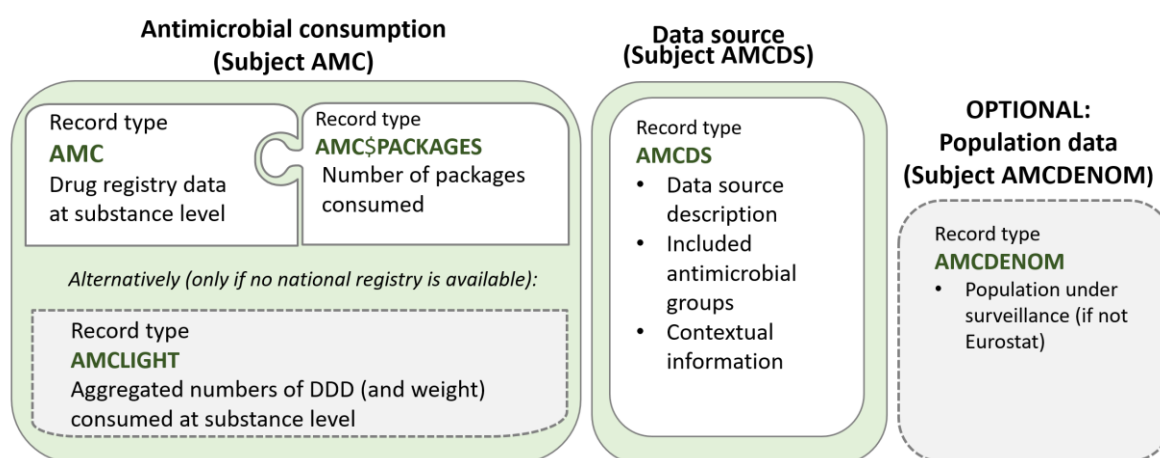 Antimicrobial consumption
(Subject AMC)
Record type
AMC
Drug registry data
at substance level
Record type
AMC$PACKAGES
Number of packages
consumed
Alternatively (only if no national registry is available):
Record type
AMCLIGHT
Aggregated numbers of DDD (and weight)
consumed at substance level
Data source
(Subject AMCDS)
Record type
AMCDS
• Data source
description
• Included
antimicrobial
groups
• Contextual
information
OPTIONAL:
Population data
(Subject AMCDENOM)
Record type
AMCDENOM
• Population under
surveillance (if not
Eurostat)